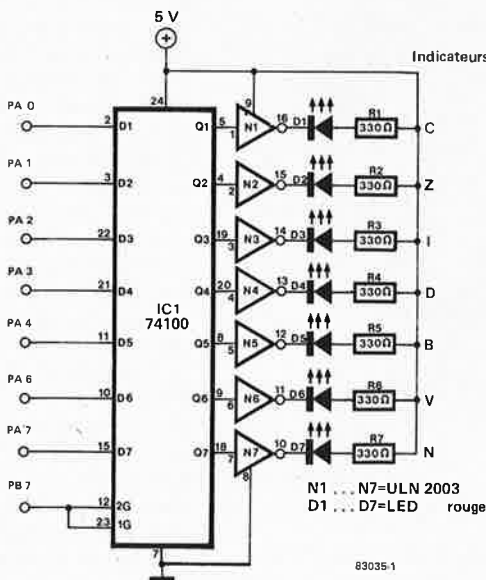 5 V
Indicateurs
24
9
PA 0
2
D1
Q1
5
1
N1
16
D1
R1
330Ω
C
PA 1
3
D2
Q2
4
2
N2
15
D2
R2
330Ω
Z
PA 2
22
D3
Q3
19
3
N3
14
D3
R3
330Ω
I
PA 3
21
D4
Q4
20
4
N4
13
D4
R4
330Ω
D
IC1
74100
PA 4
11
D5
Q5
8
5
N5
12
D5
R5
330Ω
B
PA 6
10
D6
Q6
9
6
N6
11
D6
R6
330Ω
V
PA 7
15
D7
Q7
18
7
N7
10
D7
R7
330Ω
N
8
PB 7
12
2G
23
1G
7
N1 ... N7=ULN 2003
D1 ... D7=LED rouge
83035-1